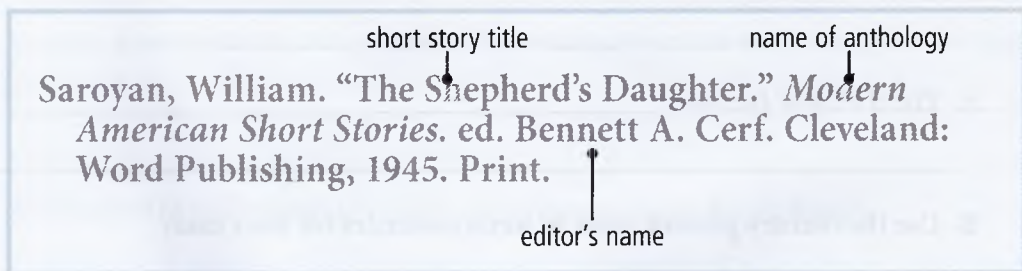 short story title name of anthology
Saroyan, William. “The Shepherd’s Daughter.” Modern
American Short Stories. ed. Bennett A. Cerf. Cleveland:
Word Publishing, 1945. Print.
editor’s name